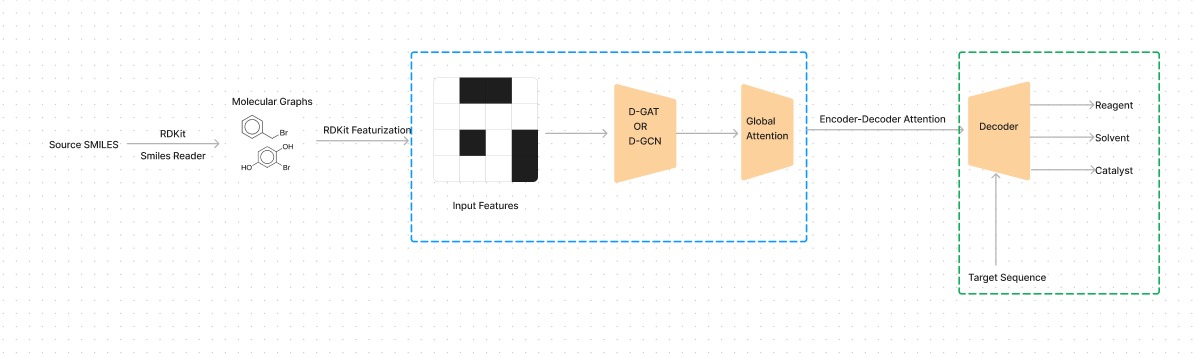 Source SMILES
RDKit
Smiles Reader
Molecular Graphs
Br
OH
HO
Br
RDKit Featurization
Input Features
D-GAT
OR
D-GCN
Global
Attention
Encoder-Decoder Attention
Decoder
Reagent
Solvent
Catalyst
Target Sequence